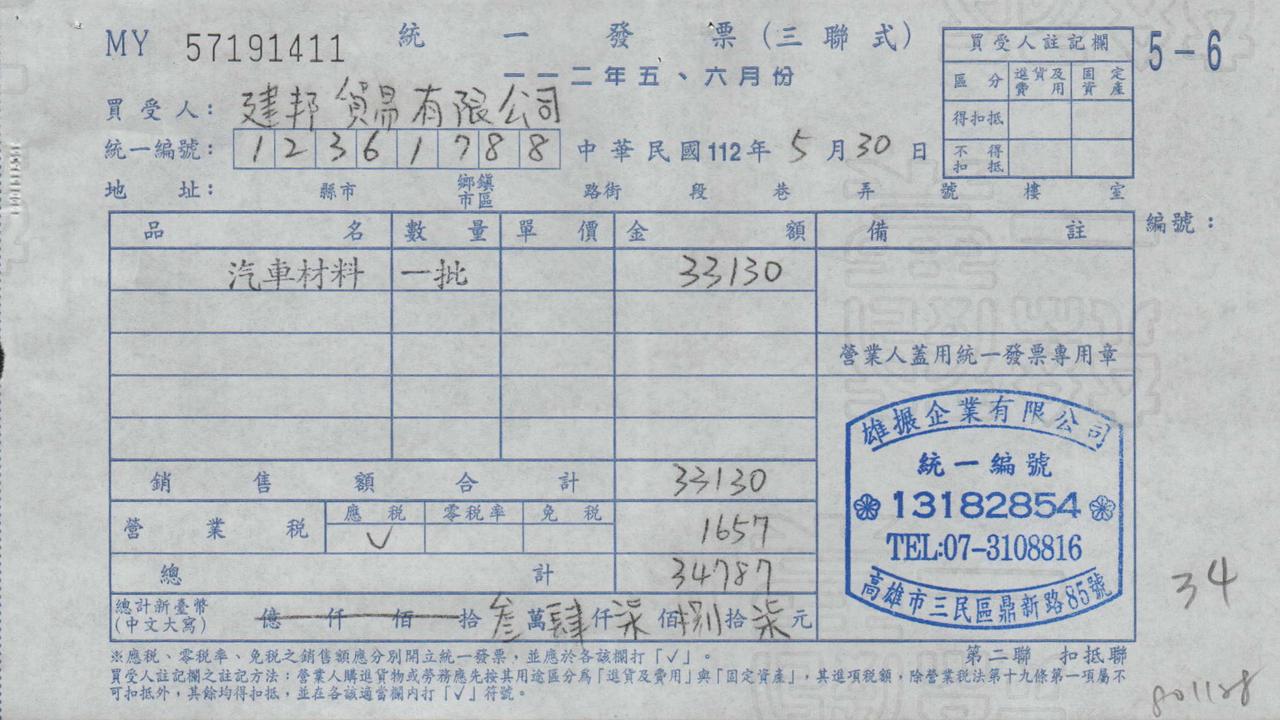 MY 57191411 統一發票(三聯式) 5-6
一一二年五、六月份
買受人註記欄
區分 進貨及費用 固定資產
得扣抵
不得扣抵
買受人: 建邦貿易有限公司
統一編號: 12361788 中華民國112年5月30日
地址: 縣市 鄉鎮市區 路街 段 巷 弄 號 樓 室
品名 數量 單價 金額 備註 編號:
汽車材料 一批 33130
營業人蓋用統一發票專用章
雄振企業有限公司
統一編號
13182854
TEL:07-3108816
高雄市三民區鼎新路85號
銷售額合計 33130
營業稅 應稅 零稅率 免稅 1657
✓
總計 34787
總計新臺幣(中文大寫) 億仟佰拾叁萬肆仟柒佰捌拾柒元
34
※應稅、零稅率、免稅之銷售額應分別開立統一發票,並應於各該欄打「✓」。 第二聯 扣抵聯
買受人註記欄之註記方法:營業人購進貨物或勞務應先按其用途區分為「進貨及費用」與「固定資產」,其進項稅額,除營業稅法第十九條第一項屬不
可扣抵外,其餘均得扣抵,並在各該適當欄內打「✓」符號。